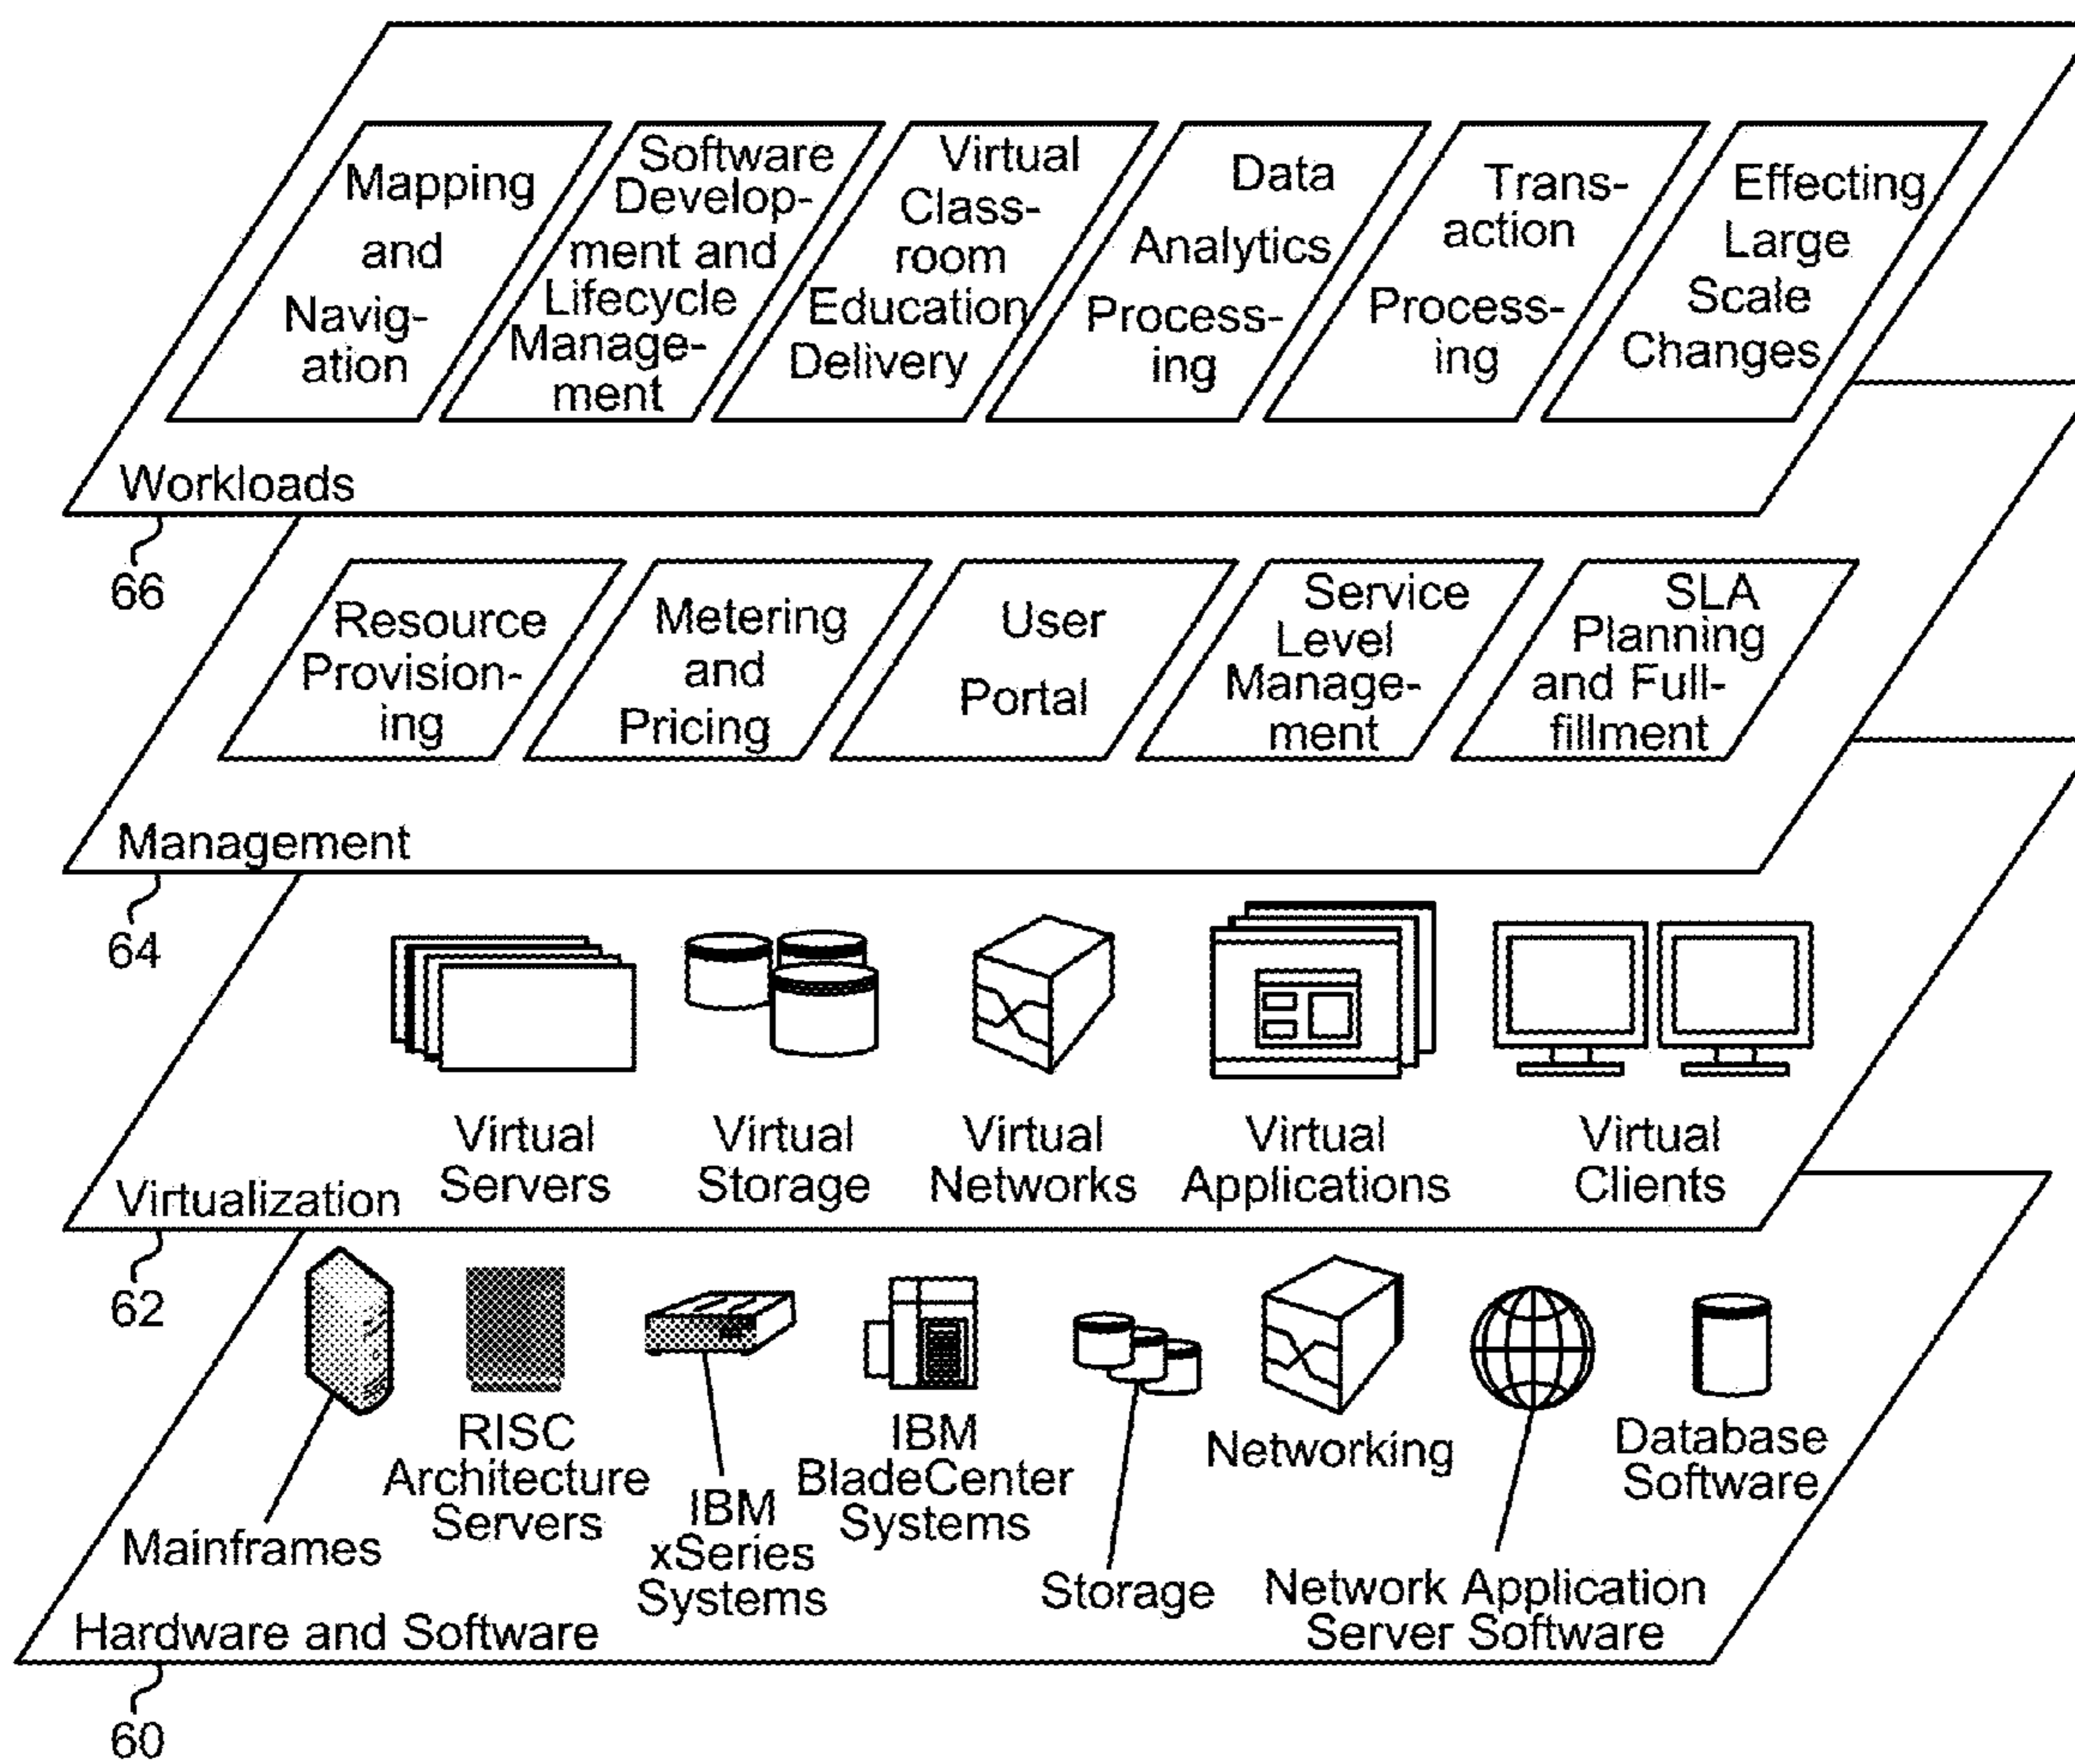 Mapping
and
Navig-
ation
Software
Develop-
ment and
Lifecycle
Manage-
ment
Virtual
Class-
room
Education
Delivery
Data
Analytics
Process-
ing
Trans-
action
Process-
ing
Effecting
Large
Scale
Changes
Workloads
66
Resource
Provision-
ing
Metering
and
Pricing
User
Portal
Service
Level
Manage-
ment
SLA
Planning
and Full-
fillment
Management
64
Virtual
Servers
Virtual
Storage
Virtual
Networks
Virtual
Applications
Virtual
Clients
Virtualization
62
Mainframes
RISC
Architecture
Servers
IBM
xSeries
Systems
IBM
BladeCenter
Systems
Storage
Networking
Network Application
Server Software
Database
Software
Hardware and Software
60